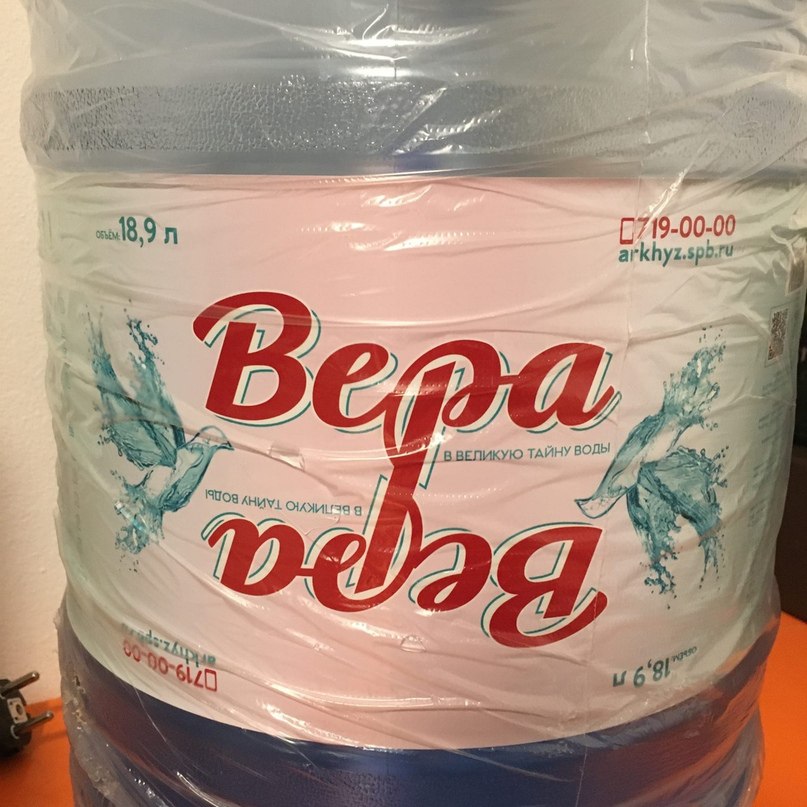 ОБЪЁМ: 18,9 л
719-00-00
arkhyz.spb.ru
Вера
В ВЕЛИКУЮ ТАЙНУ ВОДЫ
Вера
В ВЕЛИКУЮ ТАЙНУ ВОДЫ
ОБЪЁМ: 18,9 л
719-00-00
arkhyz.spb